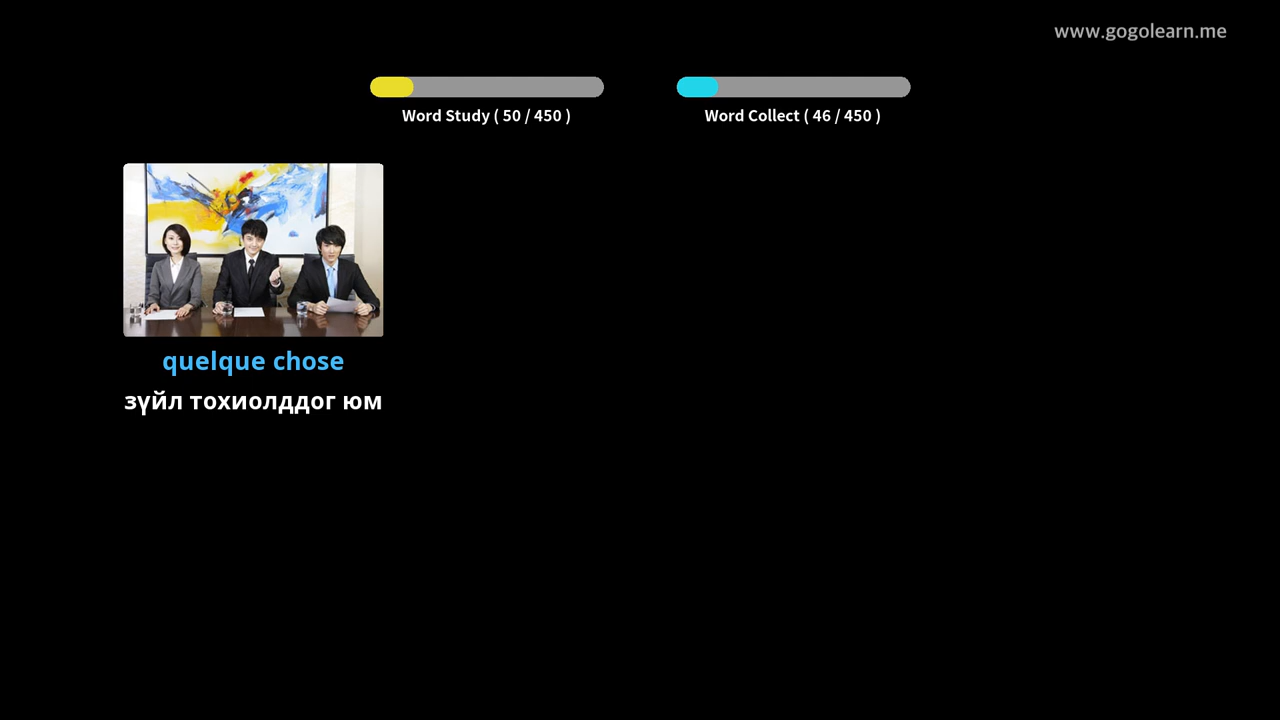 www.gogolearn.me
Word Study ( 50 / 450 )
Word Collect ( 46 / 450 )
quelque chose
зүйл тохиолддог юм